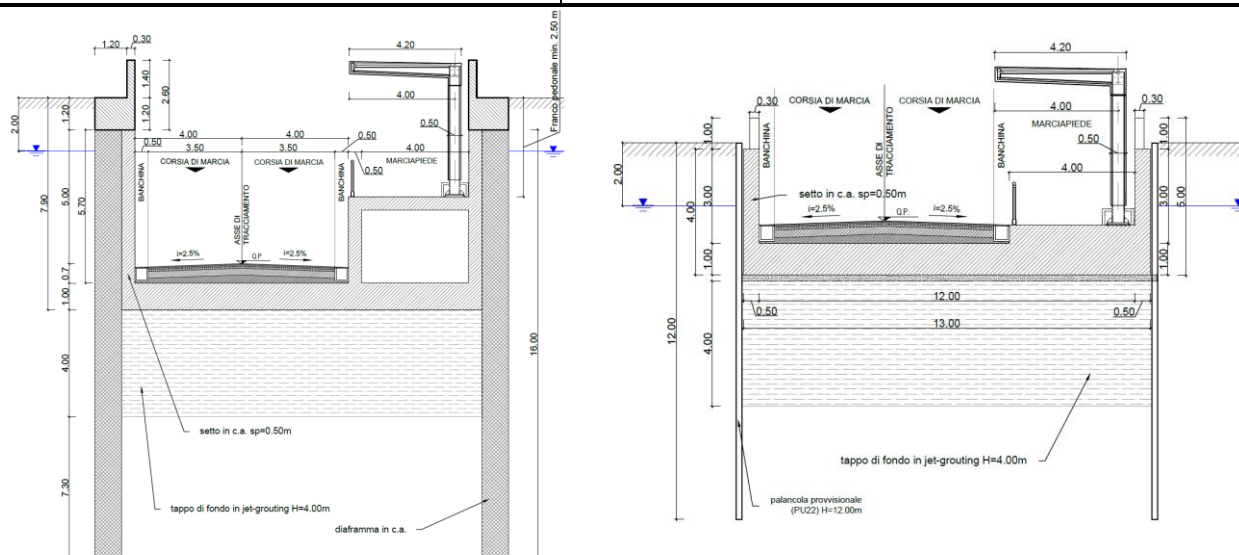 1.20
0.30
4.20
1.40
2.60
1.20
1.20
2.00
4.00
Franco pedonale min. 2.50 m
4.00
4.00
0.50
0.50
3.50
3.50
0.50
4.00
CORSIA DI MARCIA
CORSIA DI MARCIA
MARCIAPIEDE
0.50
BANCHINA
BANCHINA
ASSE DI
TRACCIAMENTO
7.90
5.00
5.70
i=2.5%
Q.P.
i=2.5%
0.7
1.00
4.00
16.00
setto in c.a. sp=0.50m
7.30
tappo di fondo in jet-grouting H=4.00m
diaframma in c.a.
4.20
CORSIA DI MARCIA
CORSIA DI MARCIA
4.00
0.30
0.30
1.00
1.00
0.50
MARCIAPIEDE
BANCHINA
BANCHINA
ASSE DI
TRACCIAMENTO
2.00
4.00
setto in c.a. sp=0.50m
3.00
4.00
3.00
5.00
i=2.5%
Q.P.
i=2.5%
1.00
1.00
12.00
0.50
0.50
13.00
12.00
4.00
tappo di fondo in jet-grouting H=4.00m
palancola provvisionale
(PU22) H=12.00m